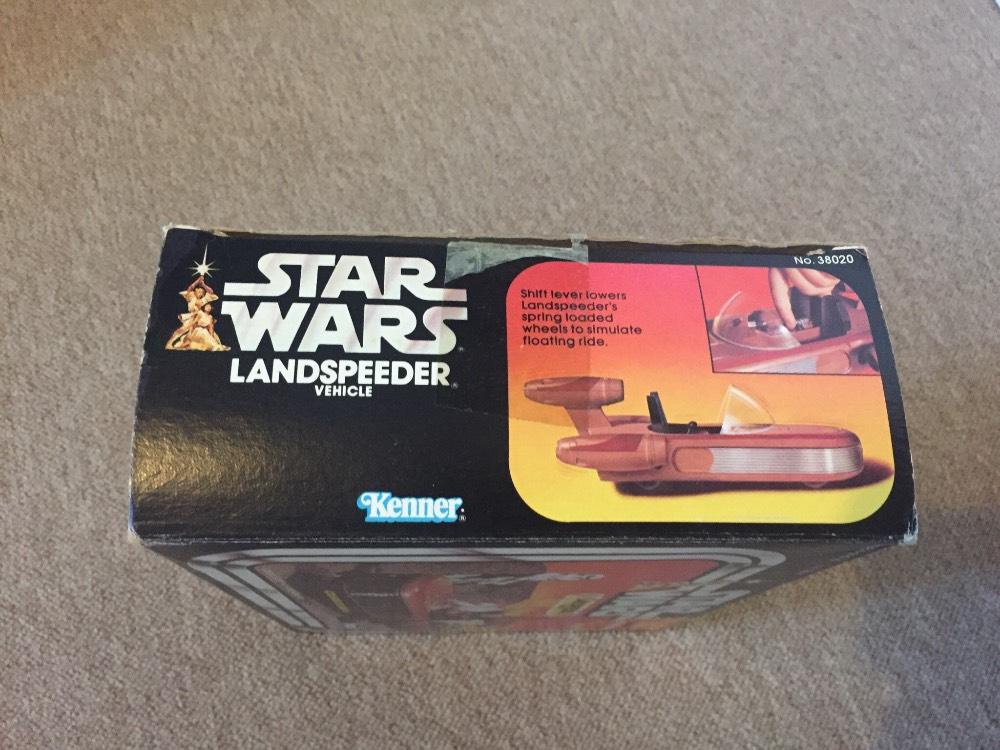 STAR
WARS
LANDSPEEDER®
VEHICLE
Kenner®
No. 38020
Shift lever lowers
Landspeeder's
spring loaded
wheels to simulate
floating ride.